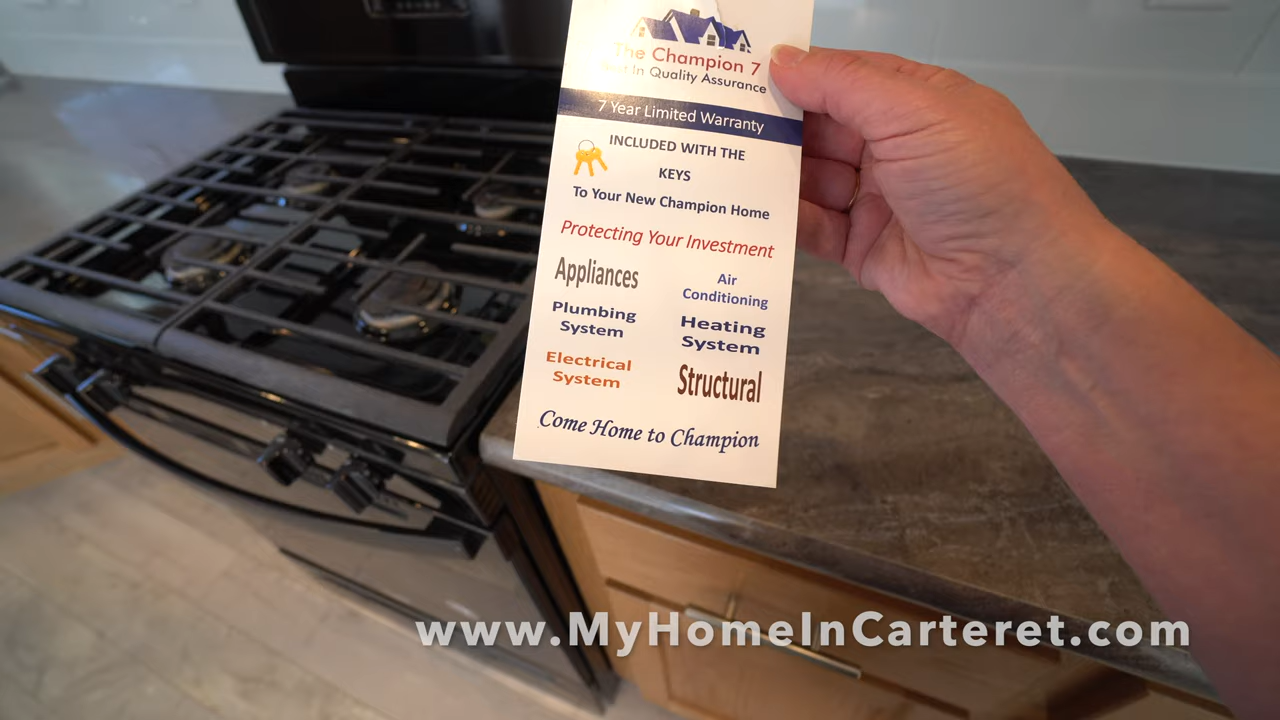 The Champion 7
In Quality Assurance
7 Year Limited Warranty
INCLUDED WITH THE
KEYS
To Your New Champion Home
Protecting Your Investment
Appliances
Air
Conditioning
Plumbing
System
Heating
System
Electrical
System
Structural
Come Home to Champion
www.MyHomeInCarteret.com